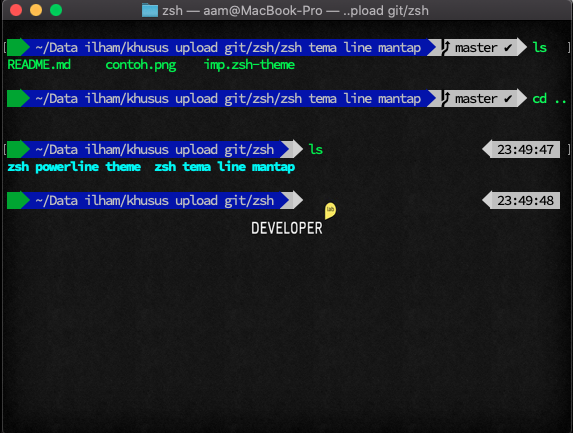 zsh — aam@MacBook-Pro — ..pload git/zsh
[ ~/Data ilham/khusus upload git/zsh/zsh tema line mantap master ✔ ls ]
README.md contoh.png imp.zsh-theme
~/Data ilham/khusus upload git/zsh/zsh tema line mantap master ✔ cd ..
[ ~/Data ilham/khusus upload git/zsh ls 23:49:47 ]
zsh powerline theme zsh tema line mantap
~/Data ilham/khusus upload git/zsh 23:49:48
DEVELOPER